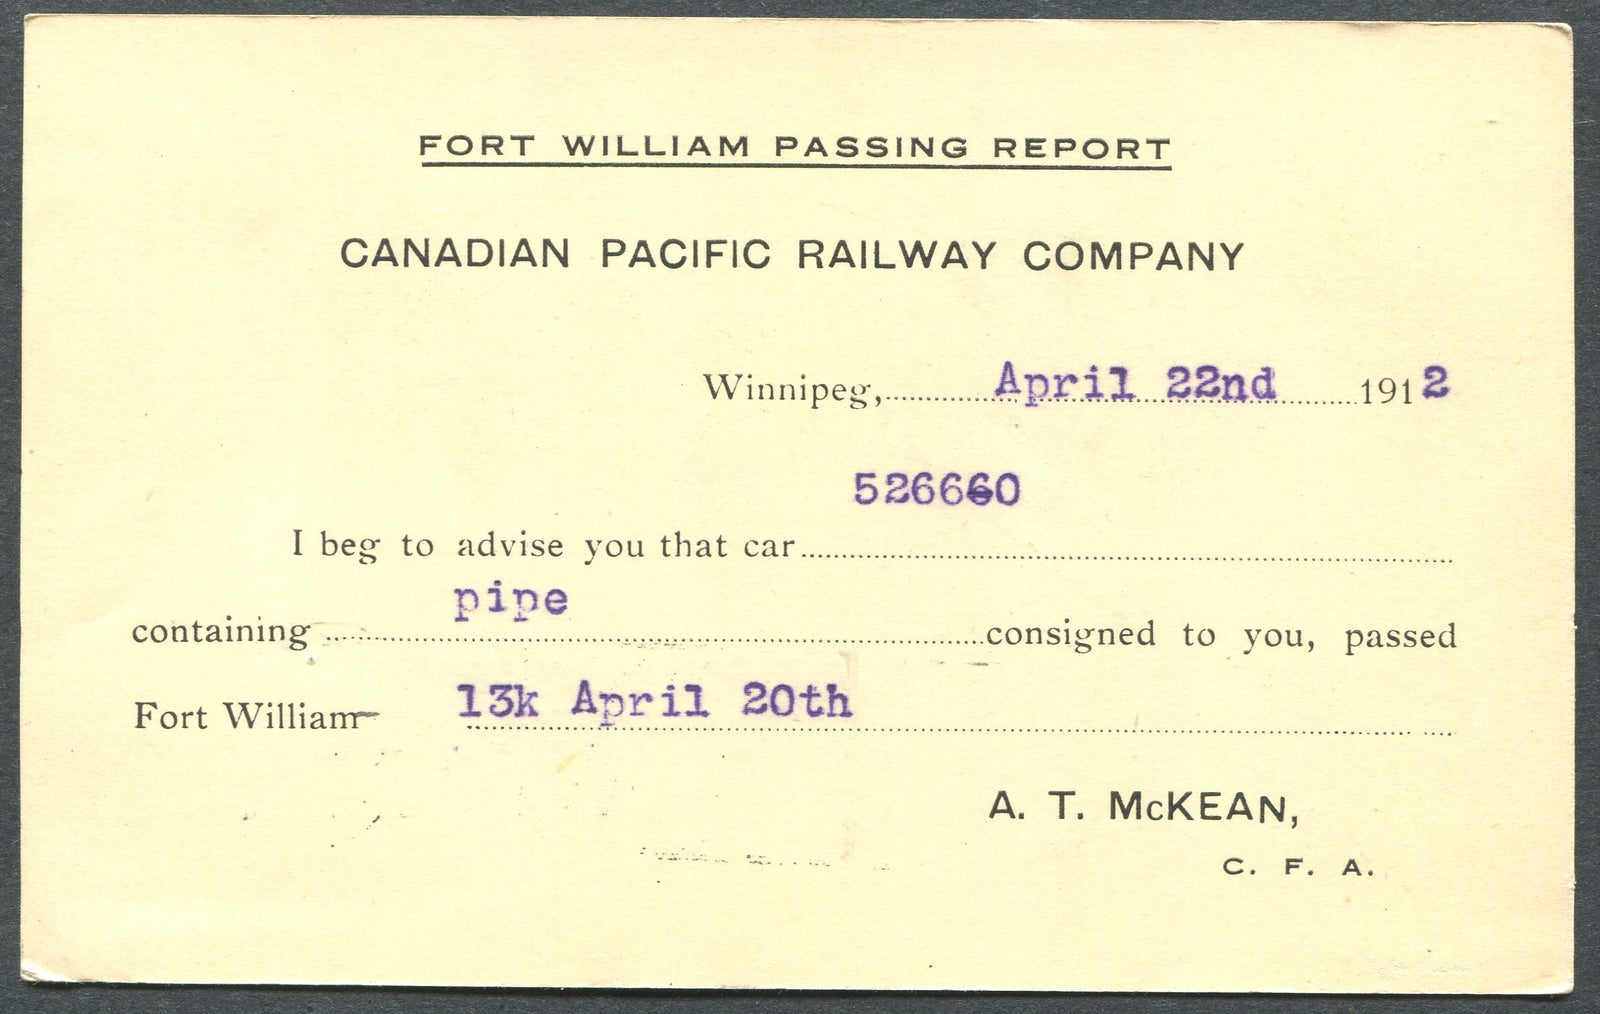 FORT WILLIAM PASSING REPORT
CANADIAN PACIFIC RAILWAY COMPANY
Winnipeg, April 22nd 1912
526660
I beg to advise you that car
pipe
containing consigned to you, passed
Fort William 13k April 20th
A. T. McKEAN,
C. F. A.